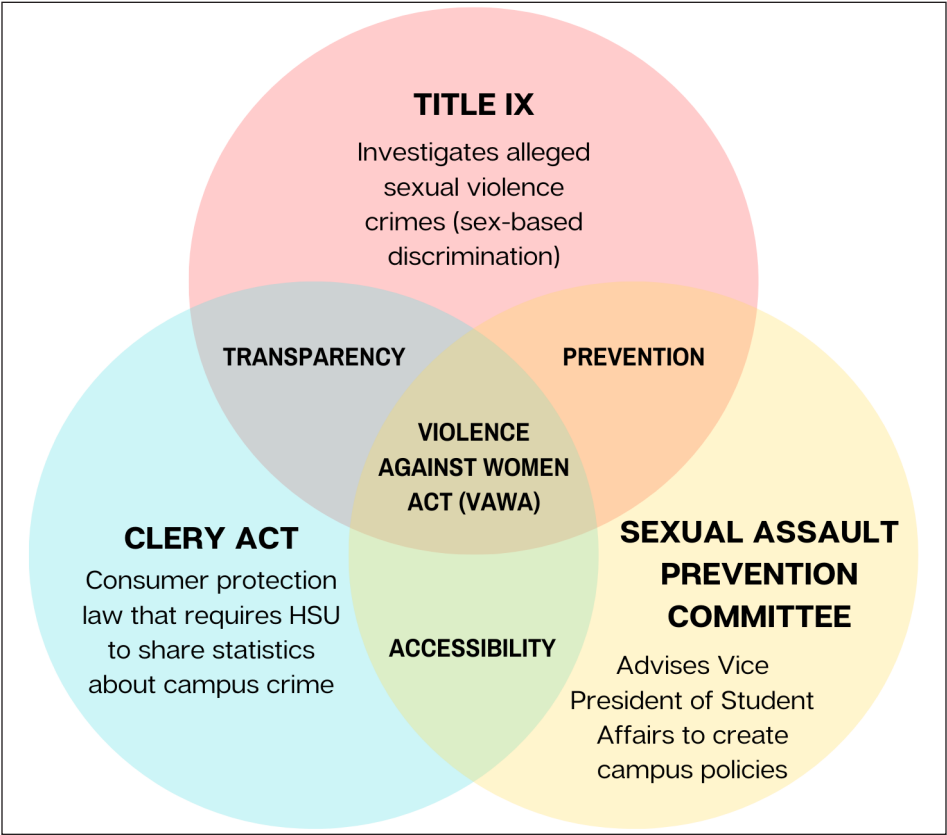 TITLE IX
Investigates alleged
sexual violence
crimes (sex-based
discrimination)
TRANSPARENCY
PREVENTION
VIOLENCE
AGAINST WOMEN
ACT (VAWA)
CLERY ACT
Consumer protection
law that requires HSU
to share statistics
about campus crime
SEXUAL ASSAULT
PREVENTION
COMMITTEE
Advises Vice
President of Student
Affairs to create
campus policies
ACCESSIBILITY